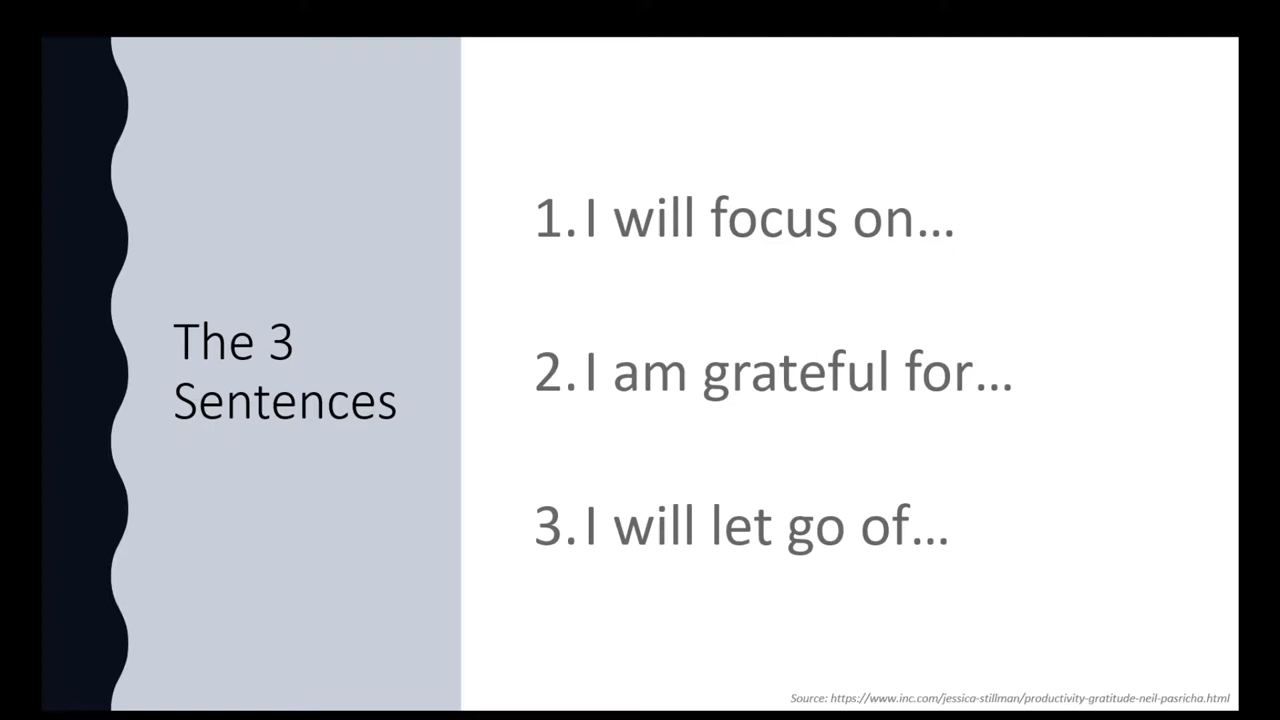 The 3
Sentences
1. I will focus on...
2. I am grateful for...
3. I will let go of...
Source: https://www.inc.com/jessica-stillman/productivity-gratitude-neil-pasricha.html